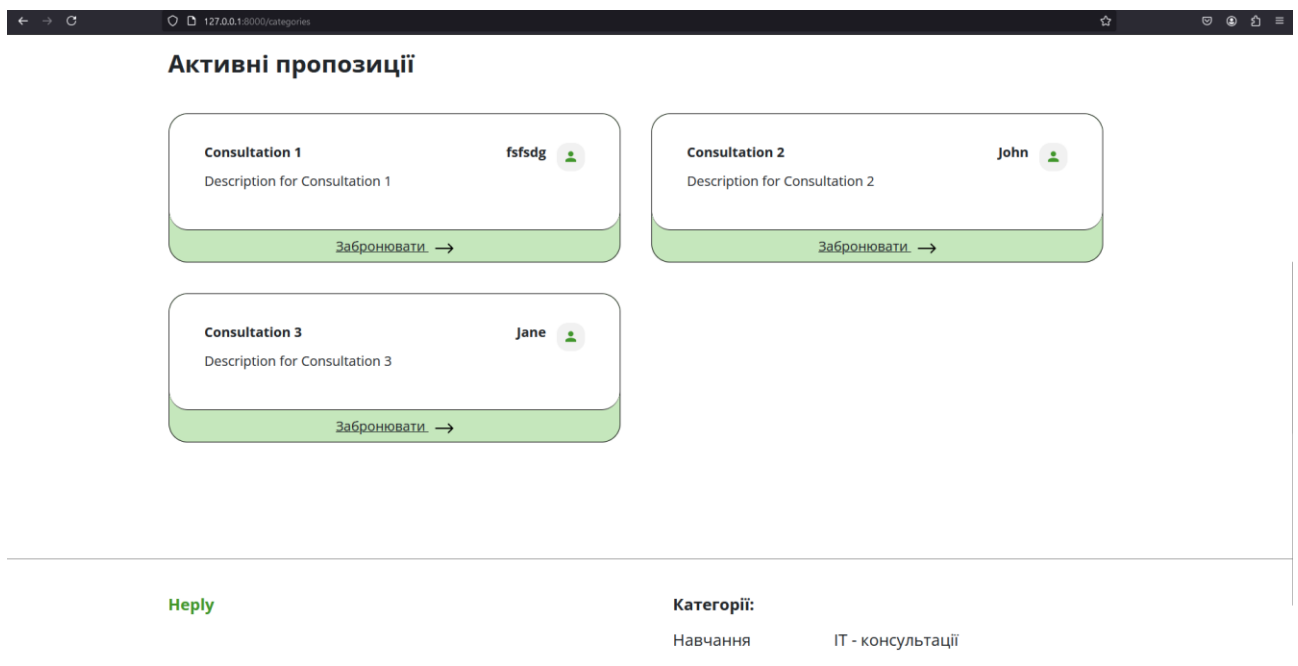 127.0.0.1:8000/categories
Активні пропозиції
Consultation 1 fsfsdg
Description for Consultation 1
Забронювати →
Consultation 2 John
Description for Consultation 2
Забронювати →
Consultation 3 Jane
Description for Consultation 3
Забронювати →
Heply
Категорії:
Навчання ІТ - консультації